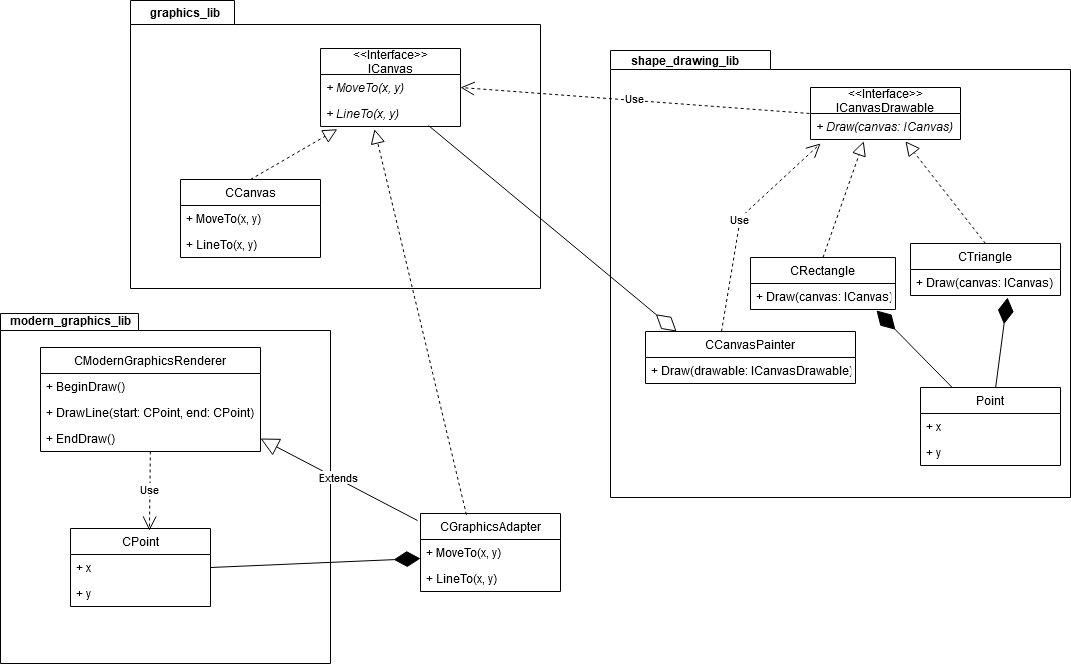 graphics_lib
<<Interface>>
ICanvas
+ MoveTo(x, y)
+ LineTo(x, y)
CCanvas
+ MoveTo(x, y)
+ LineTo(x, y)
Use
shape_drawing_lib
<<Interface>>
ICanvasDrawable
+ Draw(canvas: ICanvas)
Use
CRectangle
+ Draw(canvas: ICanvas)
CTriangle
+ Draw(canvas: ICanvas)
CCanvasPainter
+ Draw(drawable: ICanvasDrawable)
Point
+ x
+ y
modern_graphics_lib
CModernGraphicsRenderer
+ BeginDraw()
+ DrawLine(start: CPoint, end: CPoint)
+ EndDraw()
Use
Extends
CPoint
+ x
+ y
CGraphicsAdapter
+ MoveTo(x, y)
+ LineTo(x, y)